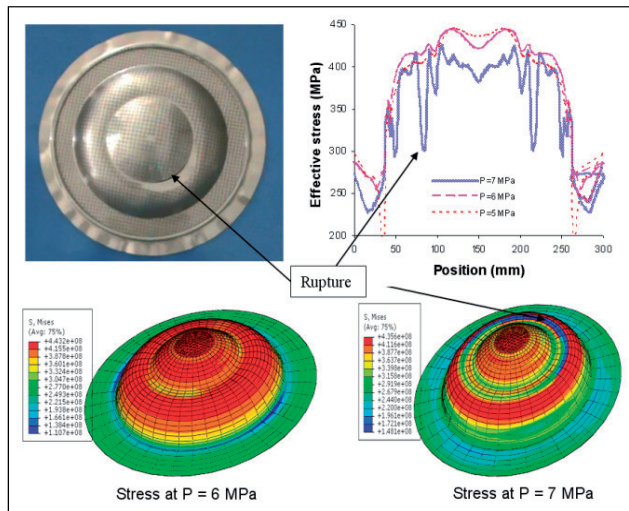 Effective stress (MPa)
450
400
350
300
250
200
0 50 100 150 200 250 300
Position (mm)
P=7 MPa
P=6 MPa
P=5 MPa
Rupture
S, Mises
(Avg: 75%)
+4.432e+08
+4.155e+08
+3.878e+08
+3.601e+08
+3.324e+08
+3.047e+08
+2.770e+08
+2.493e+08
+2.215e+08
+1.938e+08
+1.661e+08
+1.384e+08
+1.107e+08
S, Mises
(Avg: 75%)
+4.356e+08
+4.116e+08
+3.877e+08
+3.637e+08
+3.398e+08
+3.158e+08
+2.919e+08
+2.679e+08
+2.440e+08
+2.200e+08
+1.961e+08
+1.721e+08
+1.481e+08
Stress at P = 6 MPa
Stress at P = 7 MPa